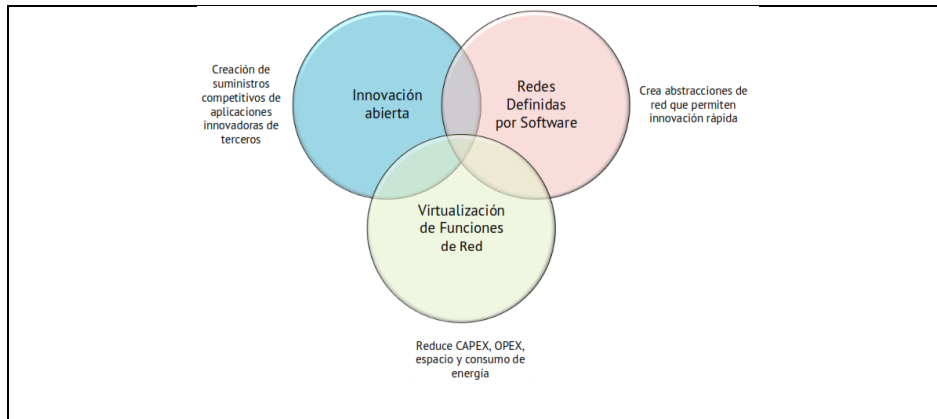 Creación de
suministros
competitivos de
aplicaciones
innovadoras de
terceros
Innovación
abierta
Redes
Definidas
por Software
Crea abstracciones de
red que permiten
innovación rápida
Virtualización
de Funciones
de Red
Reduce CAPEX, OPEX,
espacio y consumo de
energía